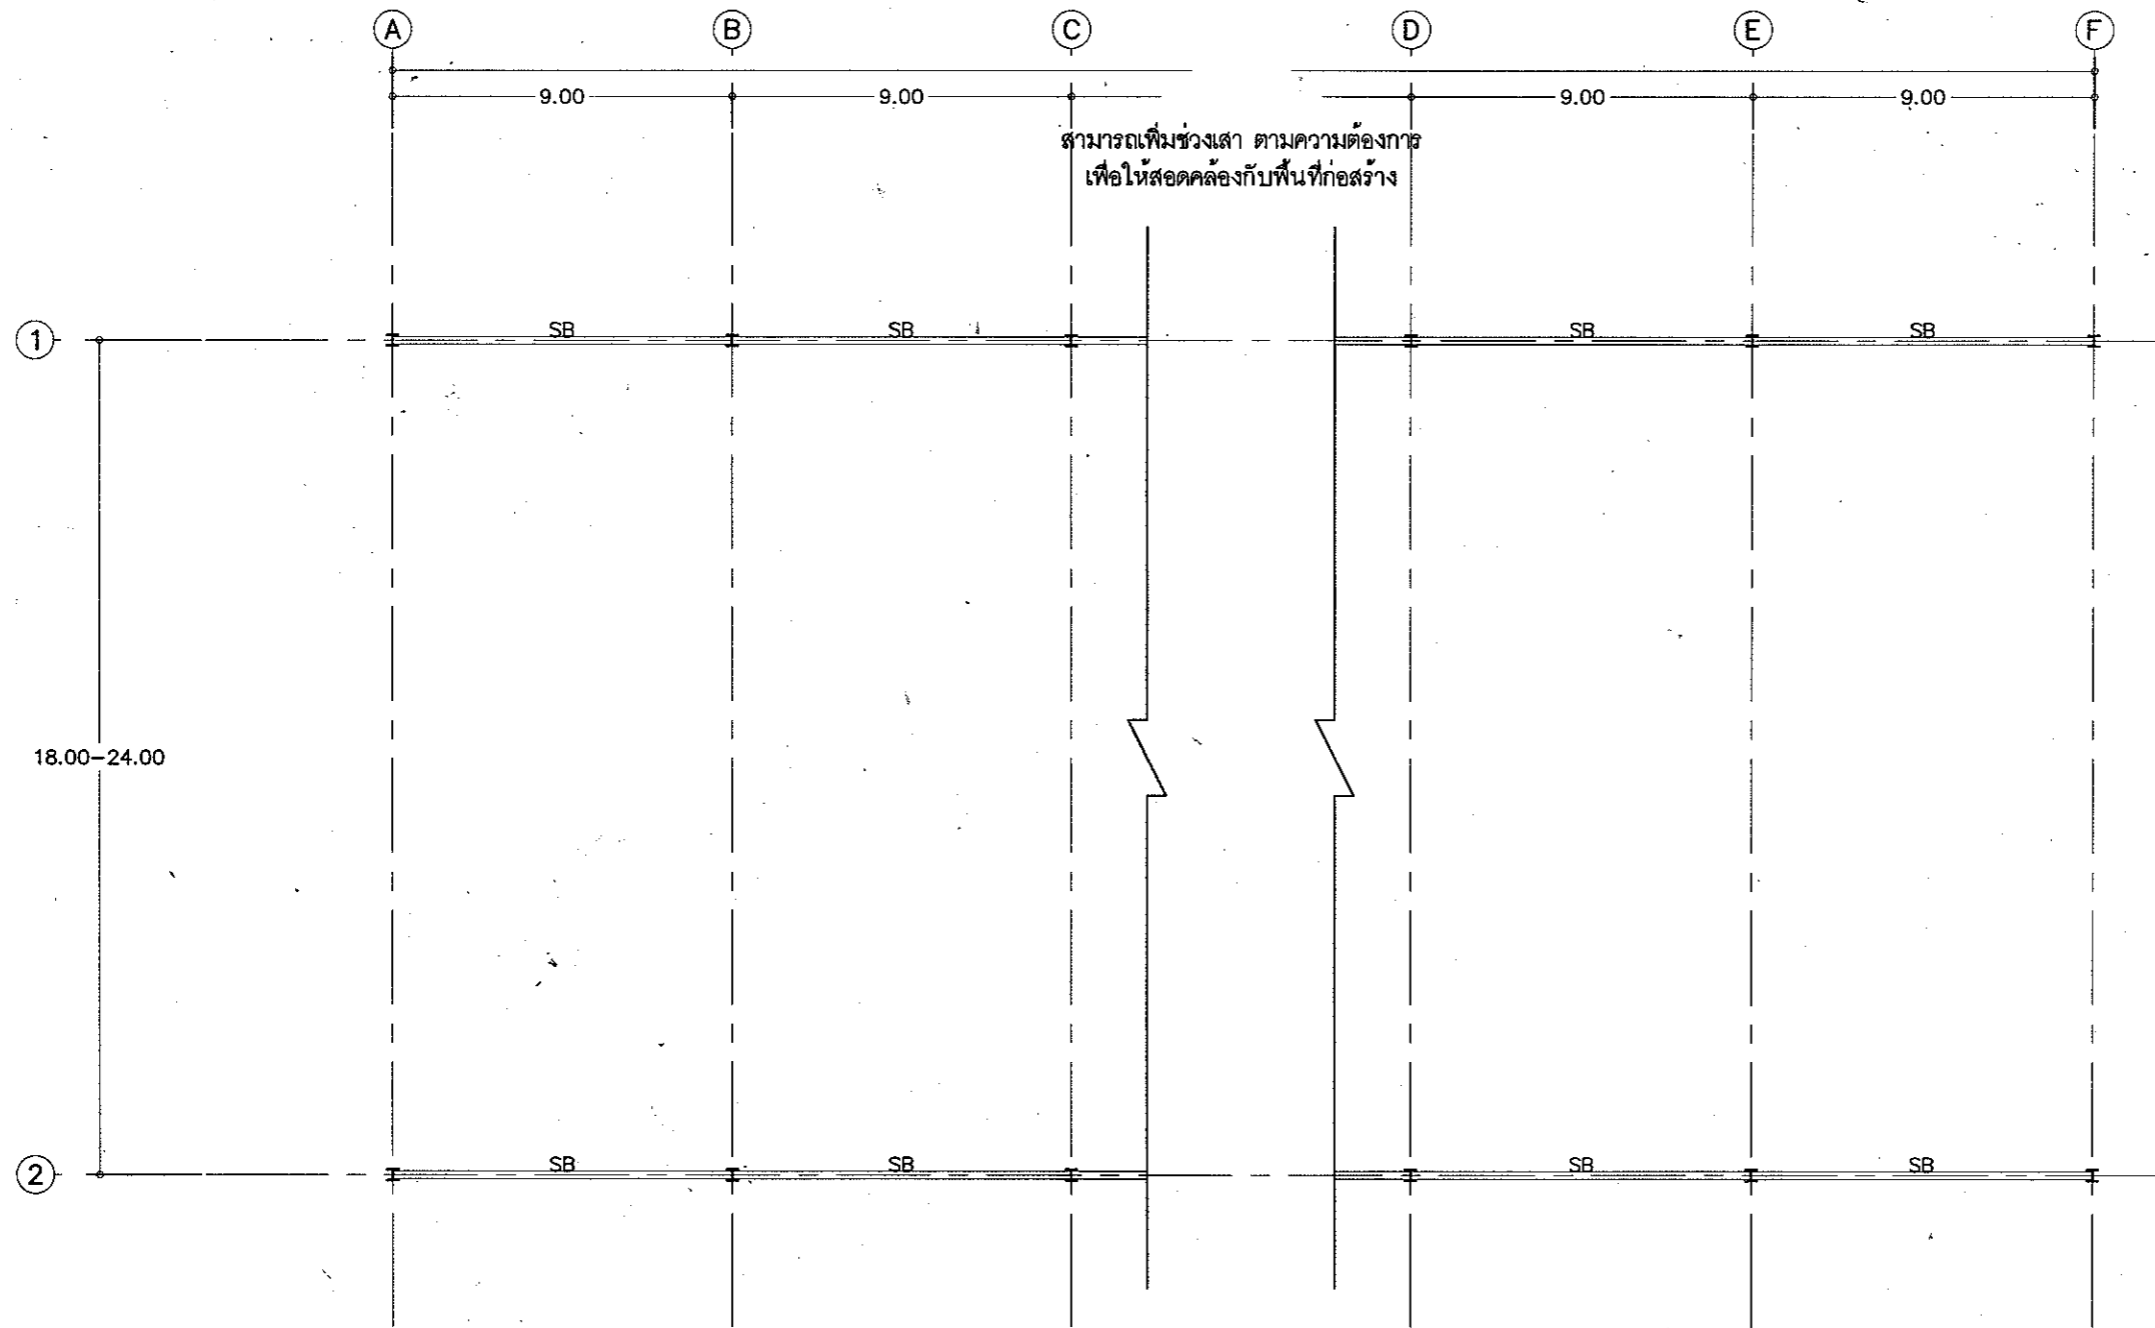 A B C D E F
9.00 9.00 9.00 9.00
สามารถเพิ่มช่วงเสา ตามความต้องการ
เพื่อให้สอดคล้องกับพื้นที่ก่อสร้าง
SB SB SB SB
1
18.00-24.00
SB SB SB SB
2